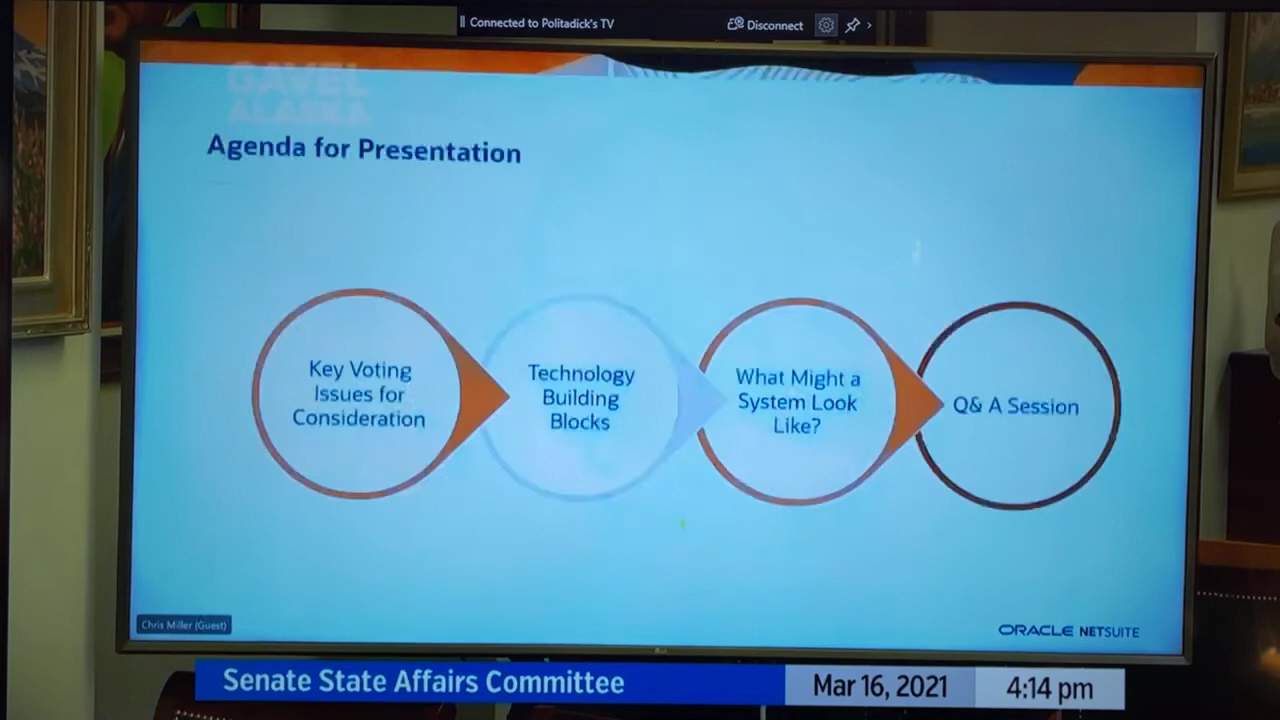 Connected to Politadick's TV
Disconnect
GAVEL
ALASKA
Agenda for Presentation
Key Voting
Issues for
Consideration
Technology
Building
Blocks
What Might a
System Look
Like?
Q& A Session
Chris Miller (Guest)
ORACLE NETSUITE
LG
Senate State Affairs Committee
Mar 16, 2021
4:14 pm